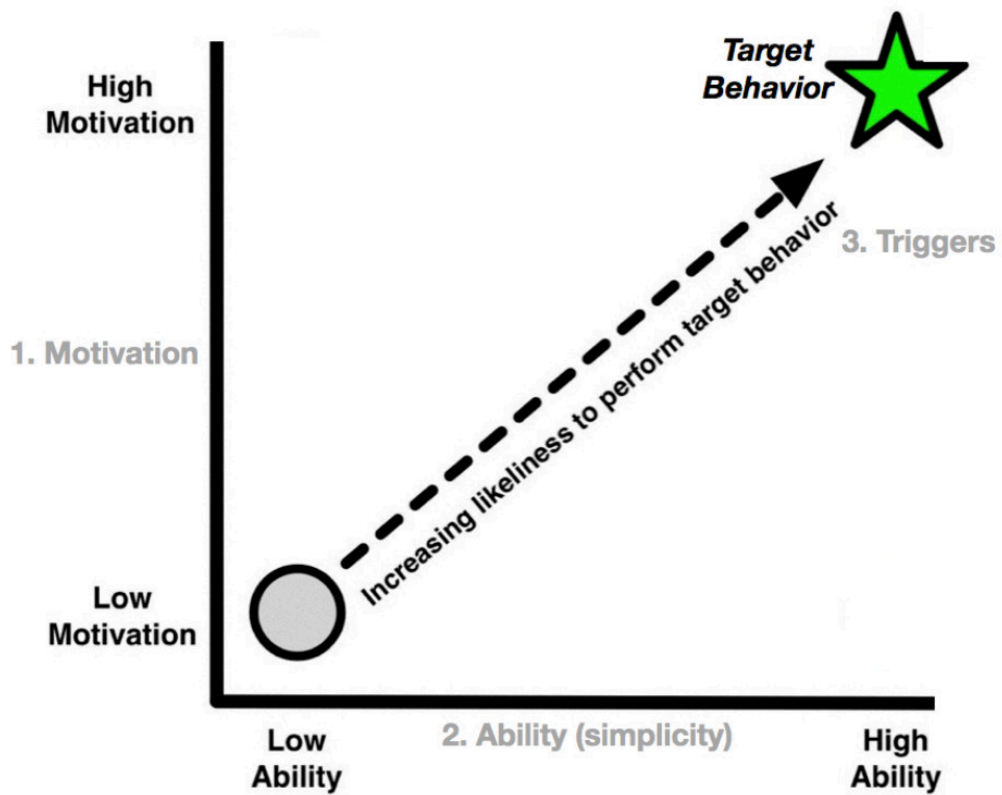 Target
Behavior
High
Motivation
3. Triggers
Increasing likeliness to perform target behavior
1. Motivation
Low
Motivation
2. Ability (simplicity)
Low
Ability
High
Ability